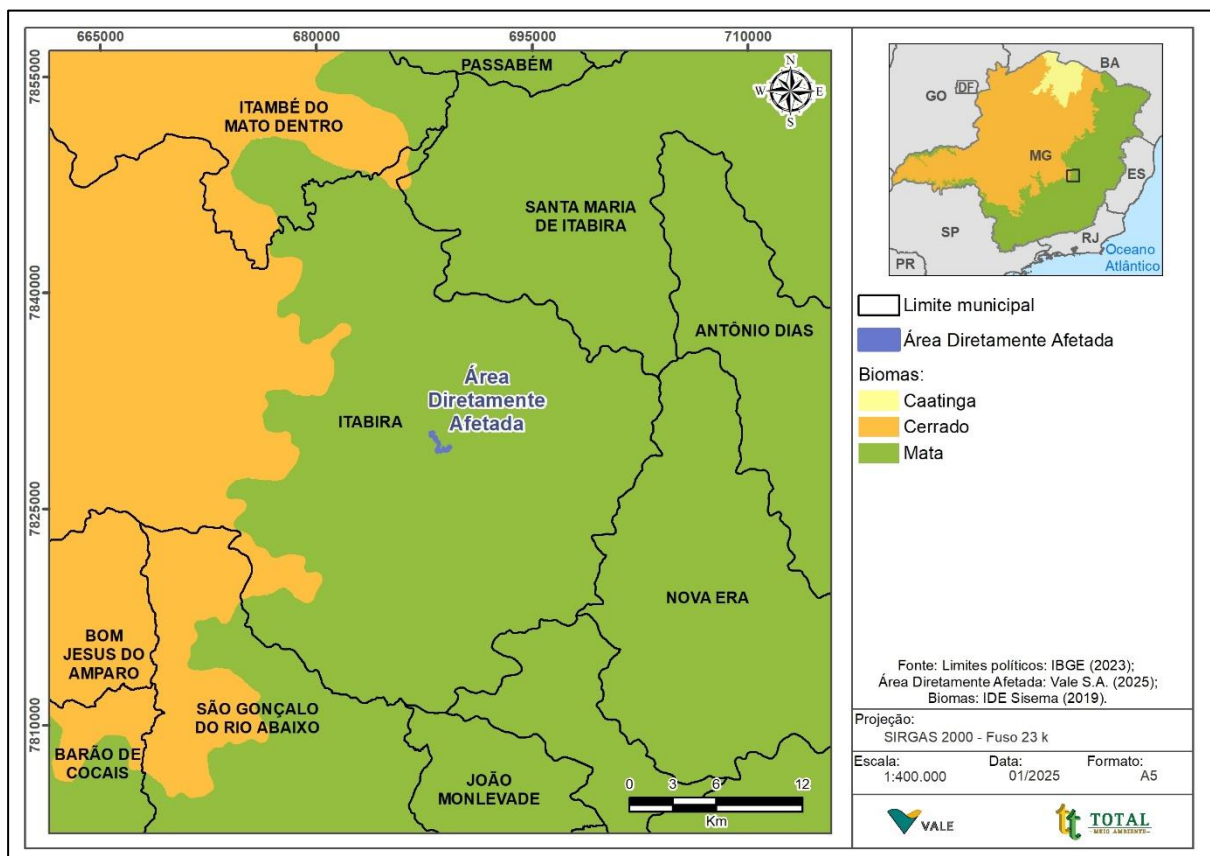 665000
680000
695000
710000
7855000
7840000
7825000
7810000
PASSABÉM
N
W
E
S
ITAMBÉ DO
MATO DENTRO
SANTA MARIA
DE ITABIRA
ANTÔNIO DIAS
Área
Diretamente
Afetada
ITABIRA
NOVA ERA
BOM
JESUS DO
AMPARO
SÃO GONÇALO
DO RIO ABAIXO
BARÃO DE
COCAIS
JOÃO
MONLEVADE
0 3 6 12
Km
BA
GO
DF
MG
ES
SP
RJ
PR
Oceano
Atlântico
Limite municipal
Área Diretamente Afetada
Biomas:
Caatinga
Cerrado
Mata
Fonte: Limites políticos: IBGE (2023);
Área Diretamente Afetada: Vale S.A. (2025);
Biomas: IDE Sisema (2019).
Projeção:
SIRGAS 2000 - Fuso 23 k
Escala: Data: Formato:
1:400.000 01/2025 A5
VALE
TOTAL
MEIO AMBIENTE